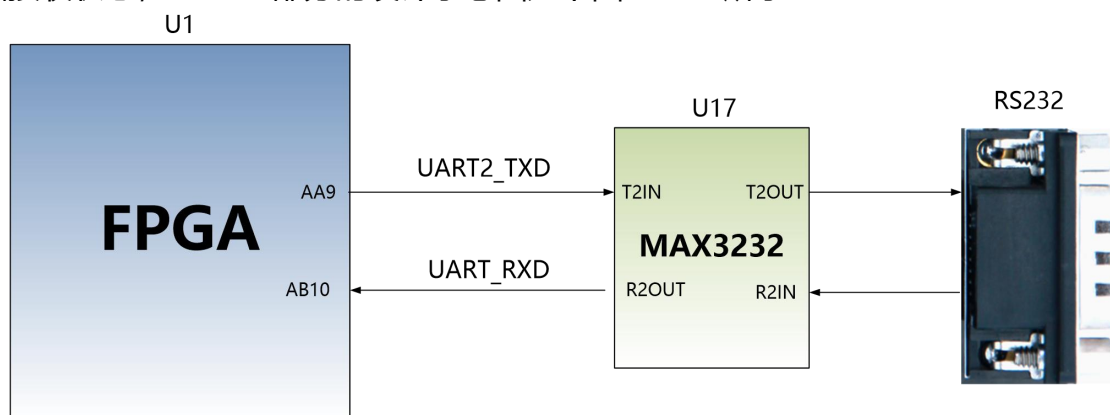 U1
U17
RS232
UART2_TXD
AA9
T2IN
T2OUT
FPGA
MAX3232
UART_RXD
AB10
R2OUT
R2IN